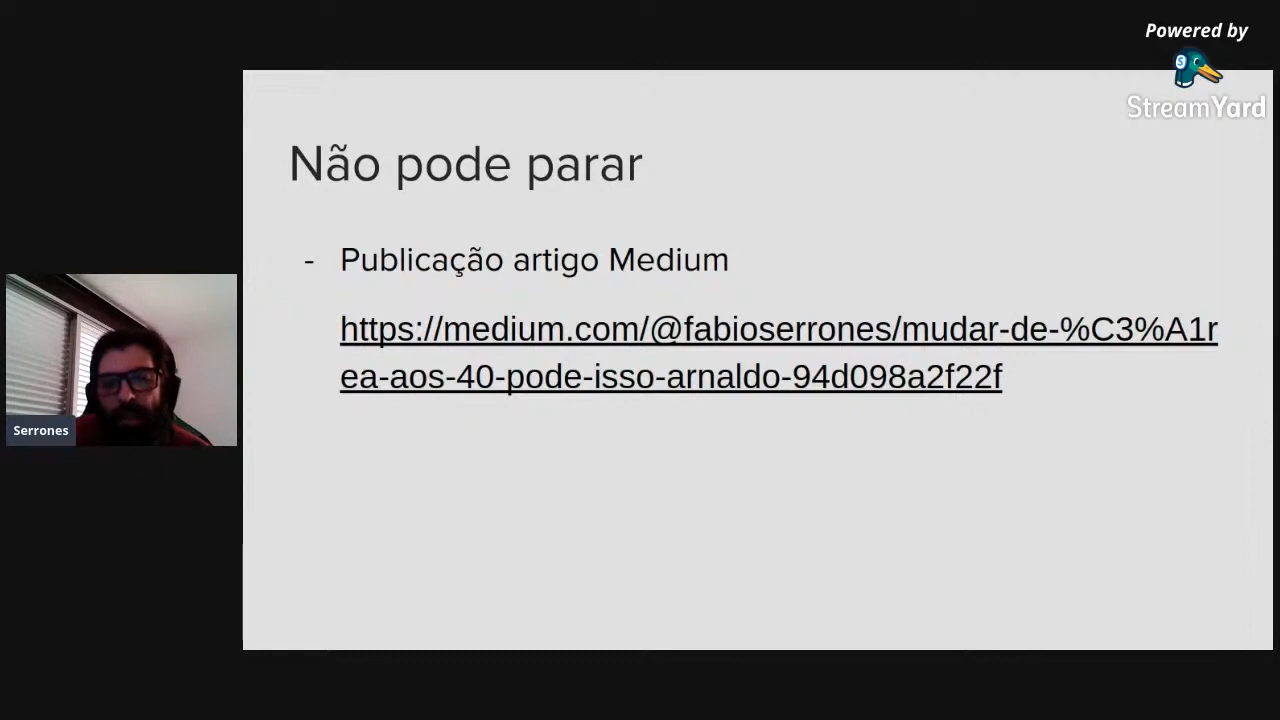 Powered by
StreamYard
Não pode parar
- Publicação artigo Medium
https://medium.com/@fabioserrones/mudar-de-%C3%A1r
ea-aos-40-pode-isso-arnaldo-94d098a2f22f
Serrones